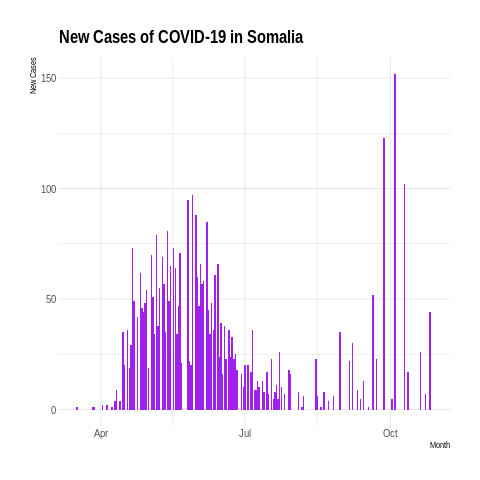 New Cases of COVID-19 in Somalia
New Cases
150
100
50
0
Apr Jul Oct
Month